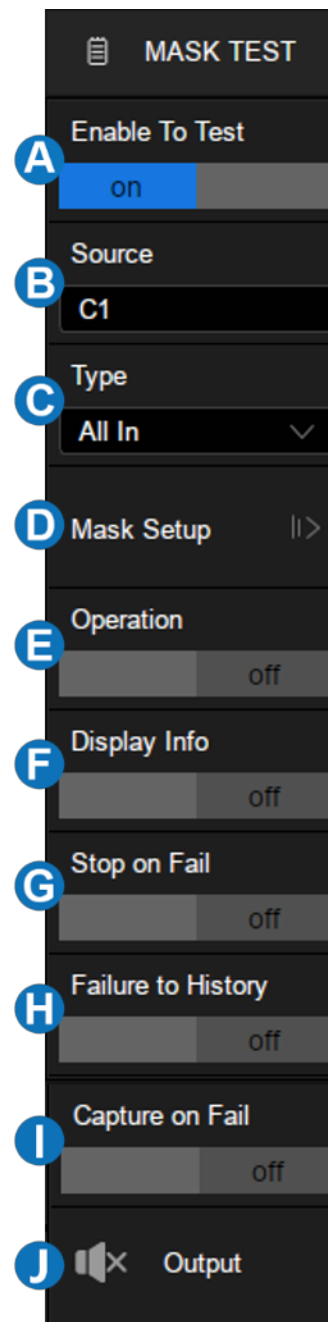 MASK TEST
Enable To Test
A
on
Source
B
C1
Type
C
All In
D
Mask Setup
Operation
E
off
Display Info
F
off
Stop on Fail
G
off
Failure to History
H
off
Capture on Fail
I
off
J
Output